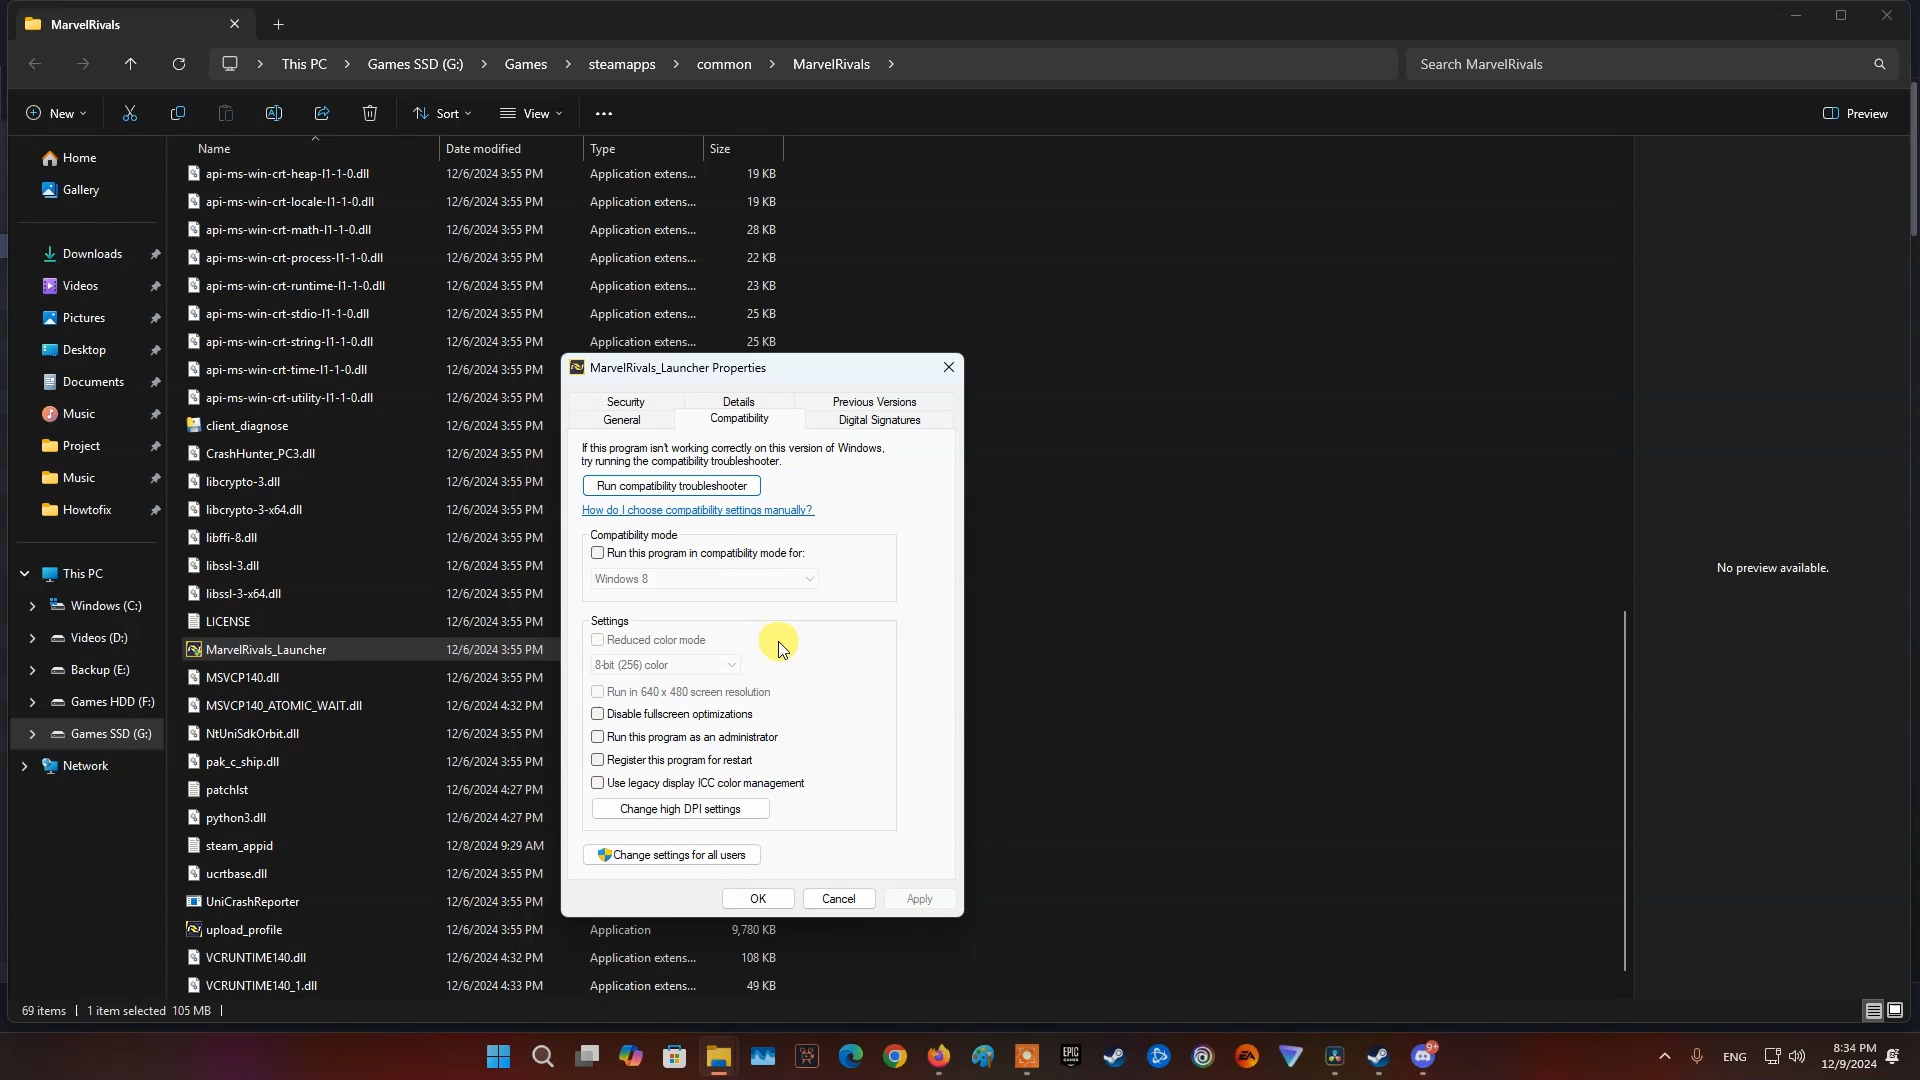 MarvelRivals
This PC
Games SSD (G:)
Games
steamapps
common
MarvelRivals
Search MarvelRivals
New
Sort
View
Preview
Name
Date modified
Type
Size
Home
Gallery
Downloads
Videos
Pictures
Desktop
Documents
Music
Project
Music
Howtofix
This PC
Windows (C:)
Videos (D:)
Backup (E:)
Games HDD (F:)
Games SSD (G:)
Network
api-ms-win-crt-heap-l1-1-0.dll 12/6/2024 3:55 PM Application extens... 19 KB
api-ms-win-crt-locale-l1-1-0.dll 12/6/2024 3:55 PM Application extens... 19 KB
api-ms-win-crt-math-l1-1-0.dll 12/6/2024 3:55 PM Application extens... 28 KB
api-ms-win-crt-process-l1-1-0.dll 12/6/2024 3:55 PM Application extens... 22 KB
api-ms-win-crt-runtime-l1-1-0.dll 12/6/2024 3:55 PM Application extens... 23 KB
api-ms-win-crt-stdio-l1-1-0.dll 12/6/2024 3:55 PM Application extens... 25 KB
api-ms-win-crt-string-l1-1-0.dll 12/6/2024 3:55 PM Application extens... 25 KB
api-ms-win-crt-time-l1-1-0.dll 12/6/2024 3:55 PM
api-ms-win-crt-utility-l1-1-0.dll 12/6/2024 3:55 PM
client_diagnose 12/6/2024 3:55 PM
CrashHunter_PC3.dll 12/6/2024 3:55 PM
libcrypto-3.dll 12/6/2024 3:55 PM
libcrypto-3-x64.dll 12/6/2024 3:55 PM
libffi-8.dll 12/6/2024 3:55 PM
libssl-3.dll 12/6/2024 3:55 PM
libssl-3-x64.dll 12/6/2024 3:55 PM
LICENSE 12/6/2024 3:55 PM
MarvelRivals_Launcher 12/6/2024 3:55 PM
MSVCP140.dll 12/6/2024 3:55 PM
MSVCP140_ATOMIC_WAIT.dll 12/6/2024 4:32 PM
NtUniSdkOrbit.dll 12/6/2024 3:55 PM
pak_c_ship.dll 12/6/2024 3:55 PM
patchlst 12/6/2024 4:27 PM
python3.dll 12/6/2024 4:27 PM
steam_appid 12/8/2024 9:29 AM
ucrtbase.dll 12/6/2024 3:55 PM
UniCrashReporter 12/6/2024 3:55 PM
upload_profile 12/6/2024 3:55 PM Application 9,780 KB
VCRUNTIME140.dll 12/6/2024 4:32 PM Application extens... 108 KB
VCRUNTIME140_1.dll 12/6/2024 4:33 PM Application extens... 49 KB
MarvelRivals_Launcher Properties
Security Details Previous Versions
General Compatibility Digital Signatures
If this program isn't working correctly on this version of Windows,
try running the compatibility troubleshooter.
Run compatibility troubleshooter
How do I choose compatibility settings manually?
Compatibility mode
Run this program in compatibility mode for:
Windows 8
Settings
Reduced color mode
8-bit (256) color
Run in 640 x 480 screen resolution
Disable fullscreen optimizations
Run this program as an administrator
Register this program for restart
Use legacy display ICC color management
Change high DPI settings
Change settings for all users
OK Cancel Apply
No preview available.
69 items 1 item selected 105 MB
EPIC
GAMES
EA
9+
ENG
8:34 PM
12/9/2024